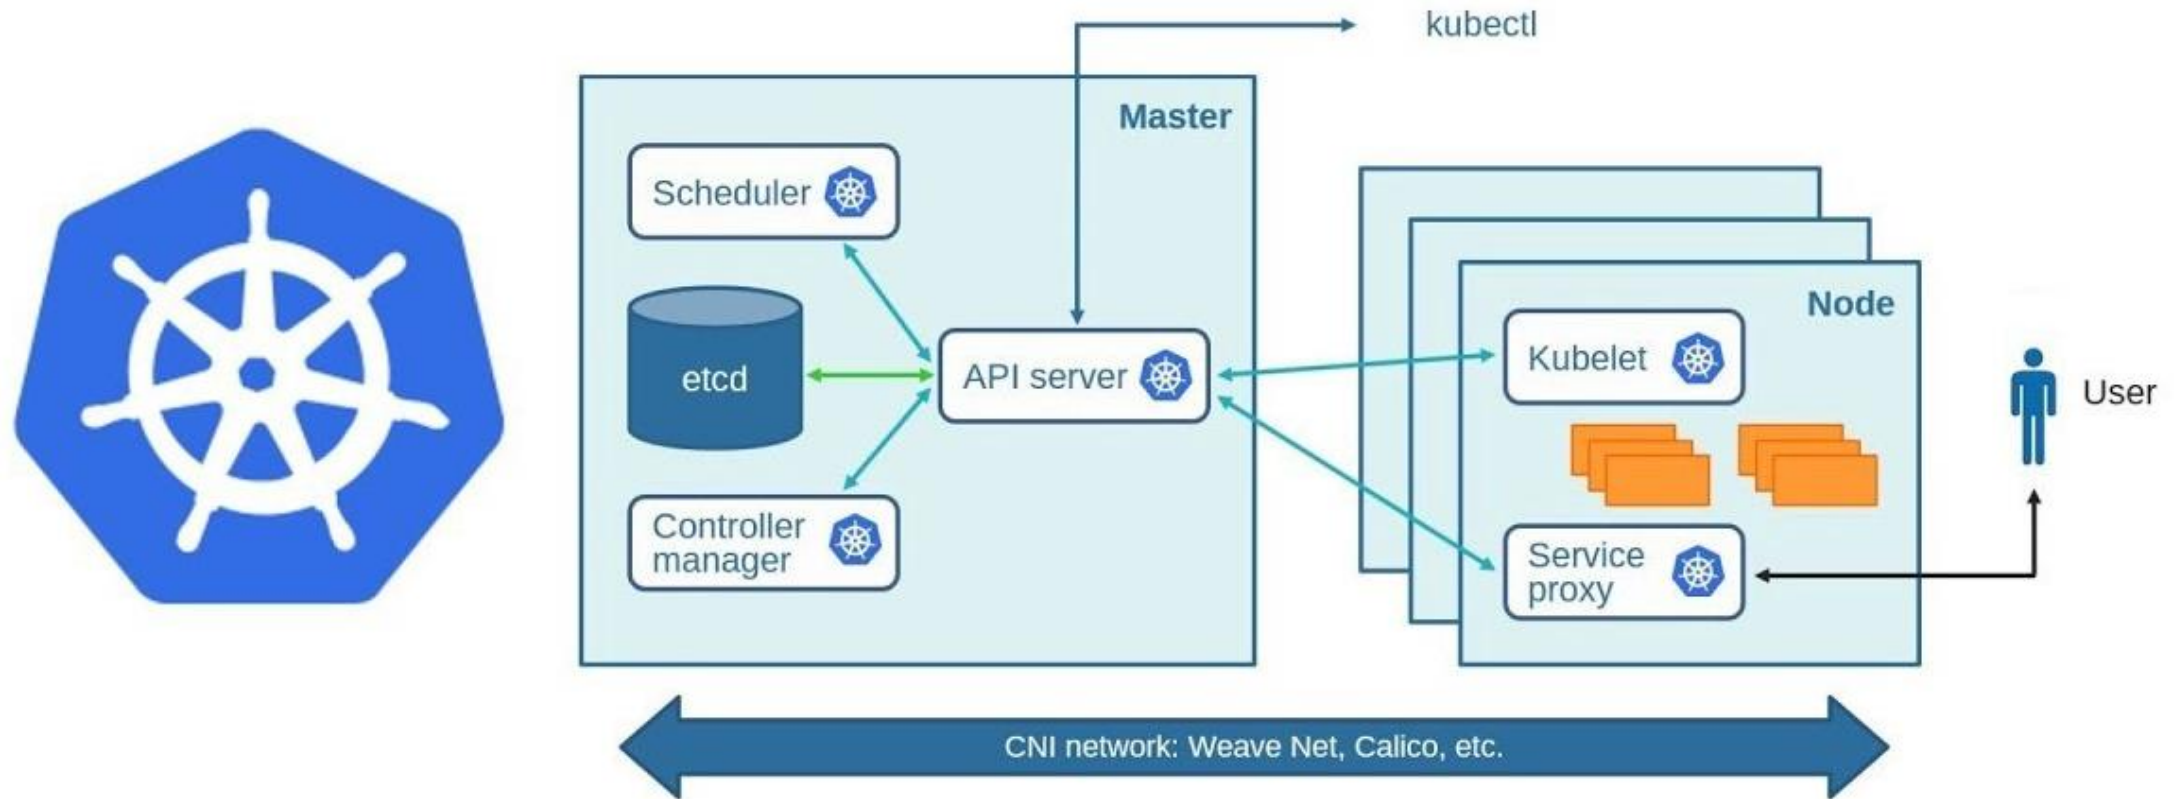 kubectl
Master
Scheduler
etcd
API server
Controller
manager
Node
Kubelet
Service
proxy
User
CNI network: Weave Net, Calico, etc.